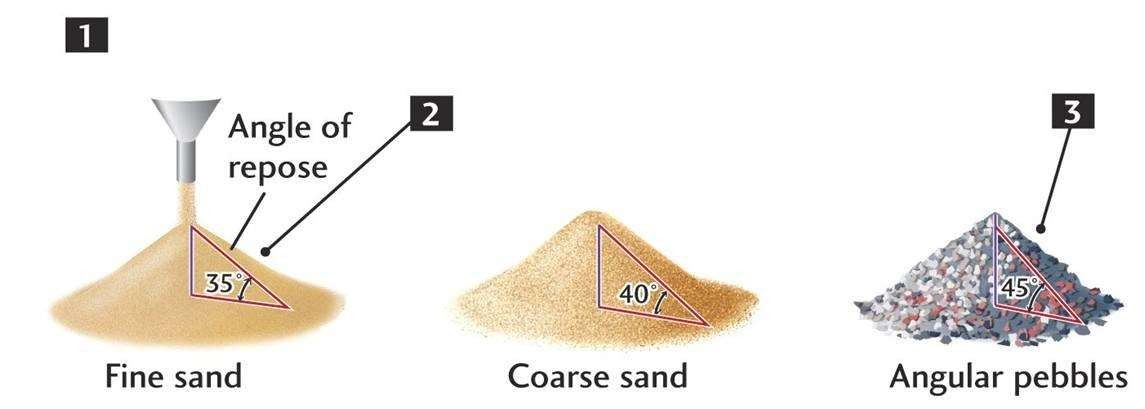 1
Angle of
repose
2
3
35°
40°
45°
Fine sand
Coarse sand
Angular pebbles